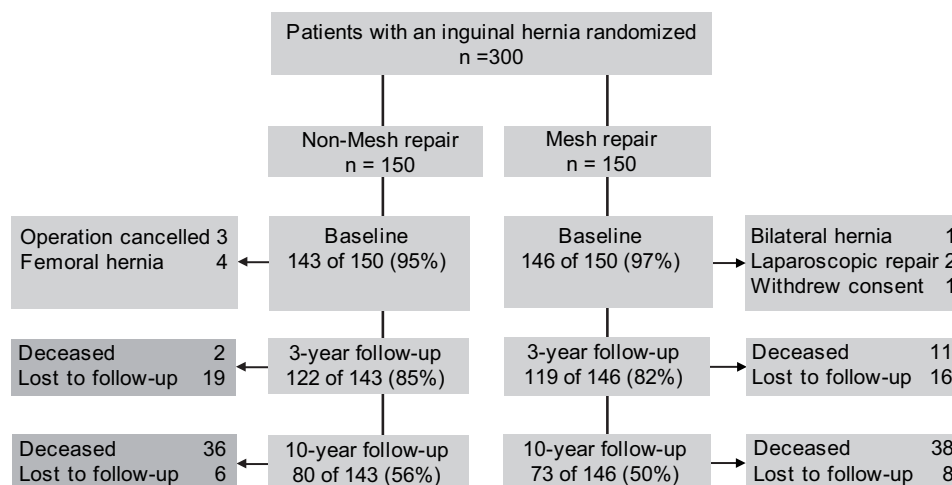 Patients with an inguinal hernia randomized
n =300
Non-Mesh repair
n = 150
Mesh repair
n = 150
Operation cancelled 3
Femoral hernia 4
Baseline
143 of 150 (95%)
Baseline
146 of 150 (97%)
Bilateral hernia 1
Laparoscopic repair 2
Withdrew consent 1
Deceased 2
Lost to follow-up 19
3-year follow-up
122 of 143 (85%)
3-year follow-up
119 of 146 (82%)
Deceased 11
Lost to follow-up 16
Deceased 36
Lost to follow-up 6
10-year follow-up
80 of 143 (56%)
10-year follow-up
73 of 146 (50%)
Deceased 38
Lost to follow-up 8